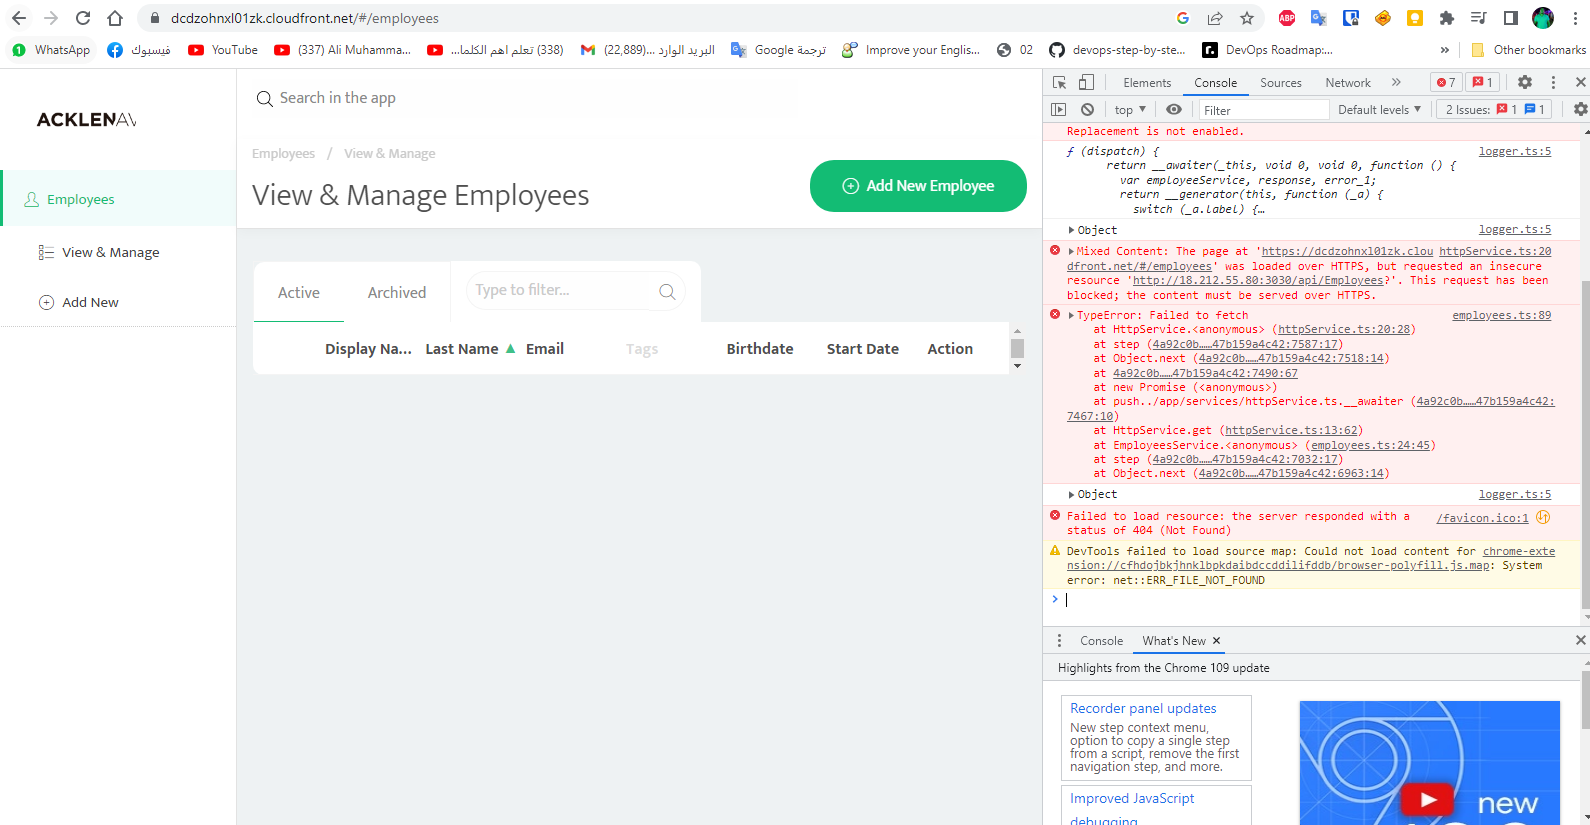 dcdzohnxl01zk.cloudfront.net/#/employees
WhatsApp
فيسبوك
YouTube
(337) Ali Muhamma...
(338) تعلم اهم الكلما...
البريد الوارد (22,889)...
ترجمة Google
Improve your Englis...
02
devops-step-by-ste...
DevOps Roadmap:...
»
Other bookmarks
ACKLENAV
Employees
View & Manage
Add New
Search in the app
Employees / View & Manage
View & Manage Employees
Add New Employee
Active
Archived
Type to filter...
Display Na... Last Name ▲ Email Tags Birthdate Start Date Action
Elements Console Sources Network » 7 1
top ▼ Filter Default levels ▼ 2 Issues: 1 1
Replacement is not enabled.
ƒ (dispatch) { logger.ts:5
return __awaiter(_this, void 0, void 0, function () {
var employeeService, response, error_1;
return __generator(this, function (_a) {
switch (_a.label) {…
▶Object logger.ts:5
▶Mixed Content: The page at 'https://dcdzohnxl01zk.clou httpService.ts:20
dfront.net/#/employees' was loaded over HTTPS, but requested an insecure
resource 'http://18.212.55.80:3030/api/Employees?'. This request has been
blocked; the content must be served over HTTPS.
▶TypeError: Failed to fetch employees.ts:89
at HttpService.<anonymous> (httpService.ts:20:28)
at step (4a92c0b……47b159a4c42:7587:17)
at Object.next (4a92c0b……47b159a4c42:7518:14)
at 4a92c0b……47b159a4c42:7490:67
at new Promise (<anonymous>)
at push../app/services/httpService.ts.__awaiter (4a92c0b……47b159a4c42:
7467:10)
at HttpService.get (httpService.ts:13:62)
at EmployeesService.<anonymous> (employees.ts:24:45)
at step (4a92c0b……47b159a4c42:7032:17)
at Object.next (4a92c0b……47b159a4c42:6963:14)
▶Object logger.ts:5
Failed to load resource: the server responded with a /favicon.ico:1
status of 404 (Not Found)
DevTools failed to load source map: Could not load content for chrome-exte
nsion://cfhdojbkjhnklbpkdaibdccddilifddb/browser-polyfill.js.map: System
error: net::ERR_FILE_NOT_FOUND
Console What's New ×
Highlights from the Chrome 109 update
Recorder panel updates
New step context menu,
option to copy a single step
from a script, remove the first
navigation step, and more.
Improved JavaScript
debugging
new